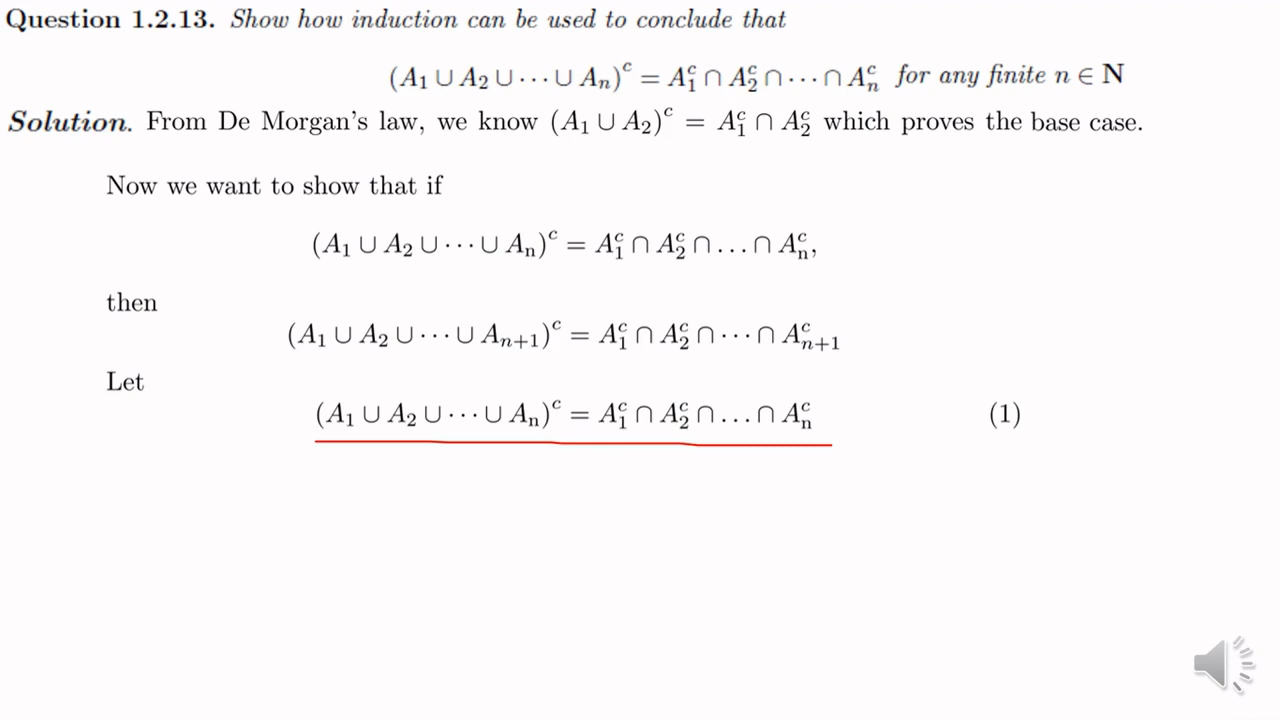 Question 1.2.13. Show how induction can be used to conclude that
(A₁ ∪ A₂ ∪ ⋯ ∪ Aₙ)ᶜ = A₁ᶜ ∩ A₂ᶜ ∩ ⋯ ∩ Aₙᶜ for any finite n ∈ N
Solution. From De Morgan's law, we know (A₁ ∪ A₂)ᶜ = A₁ᶜ ∩ A₂ᶜ which proves the base case.
Now we want to show that if
(A₁ ∪ A₂ ∪ ⋯ ∪ Aₙ)ᶜ = A₁ᶜ ∩ A₂ᶜ ∩ … ∩ Aₙᶜ,
then
(A₁ ∪ A₂ ∪ ⋯ ∪ Aₙ₊₁)ᶜ = A₁ᶜ ∩ A₂ᶜ ∩ ⋯ ∩ Aₙ₊₁ᶜ
Let
(A₁ ∪ A₂ ∪ ⋯ ∪ Aₙ)ᶜ = A₁ᶜ ∩ A₂ᶜ ∩ … ∩ Aₙᶜ (1)